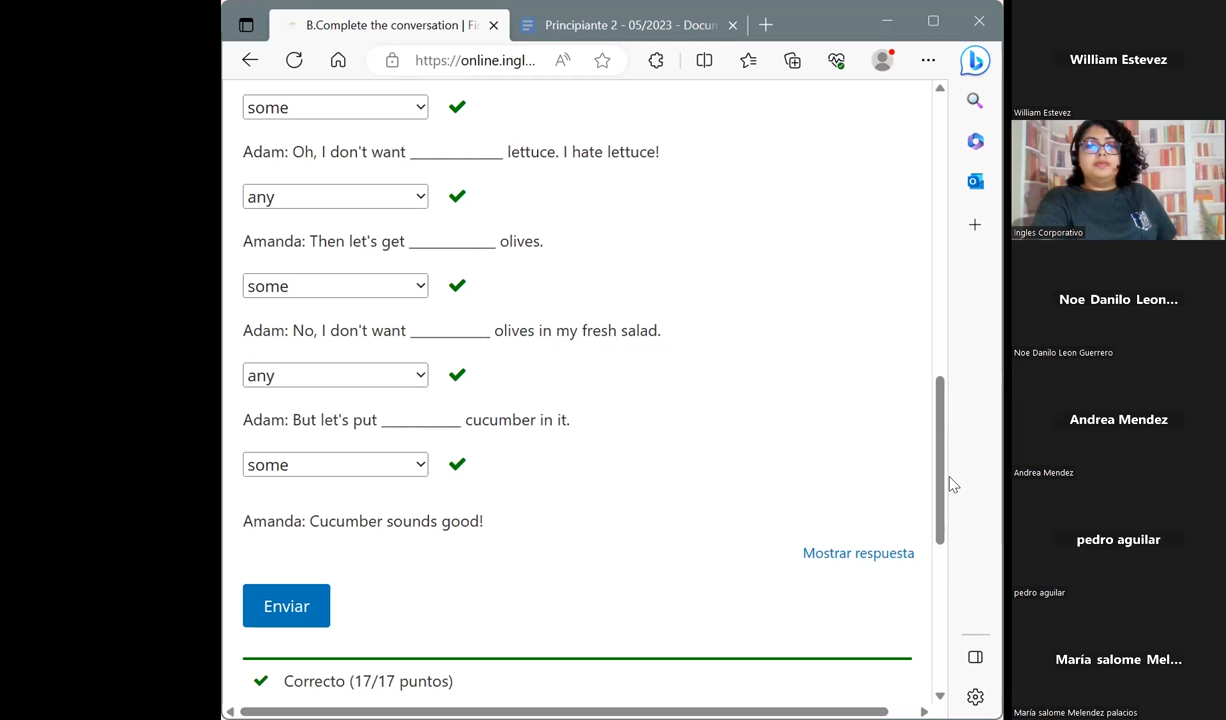 B.Complete the conversation | Fi
Principiante 2 - 05/2023 - Docun
https://online.ingl...
some
Adam: Oh, I don't want ____________ lettuce. I hate lettuce!
any
Amanda: Then let's get ___________ olives.
some
Adam: No, I don't want __________ olives in my fresh salad.
any
Adam: But let's put __________ cucumber in it.
some
Amanda: Cucumber sounds good!
Mostrar respuesta
Enviar
Correcto (17/17 puntos)
William Estevez
William Estevez
Ingles Corporativo
Noe Danilo Leon...
Noe Danilo Leon Guerrero
Andrea Mendez
Andrea Mendez
pedro aguilar
pedro aguilar
María salome Mel...
María salome Melendez palacios